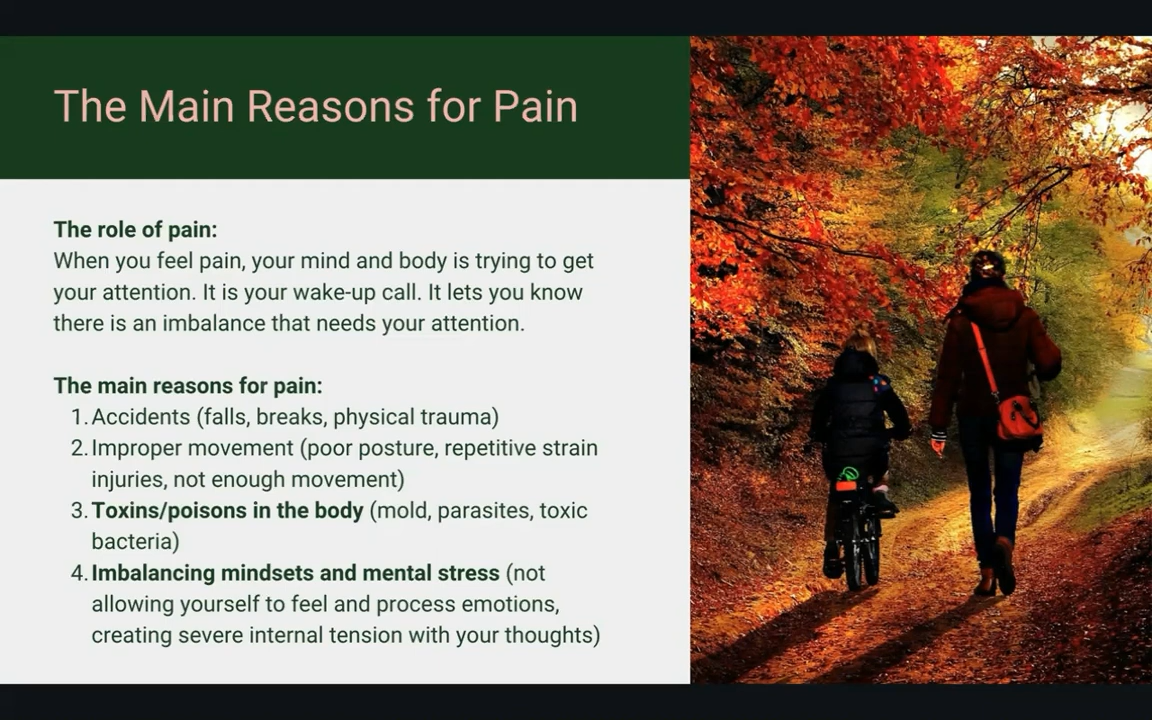 The Main Reasons for Pain
The role of pain:
When you feel pain, your mind and body is trying to get
your attention. It is your wake-up call. It lets you know
there is an imbalance that needs your attention.
The main reasons for pain:
1. Accidents (falls, breaks, physical trauma)
2. Improper movement (poor posture, repetitive strain
injuries, not enough movement)
3. Toxins/poisons in the body (mold, parasites, toxic
bacteria)
4. Imbalancing mindsets and mental stress (not
allowing yourself to feel and process emotions,
creating severe internal tension with your thoughts)